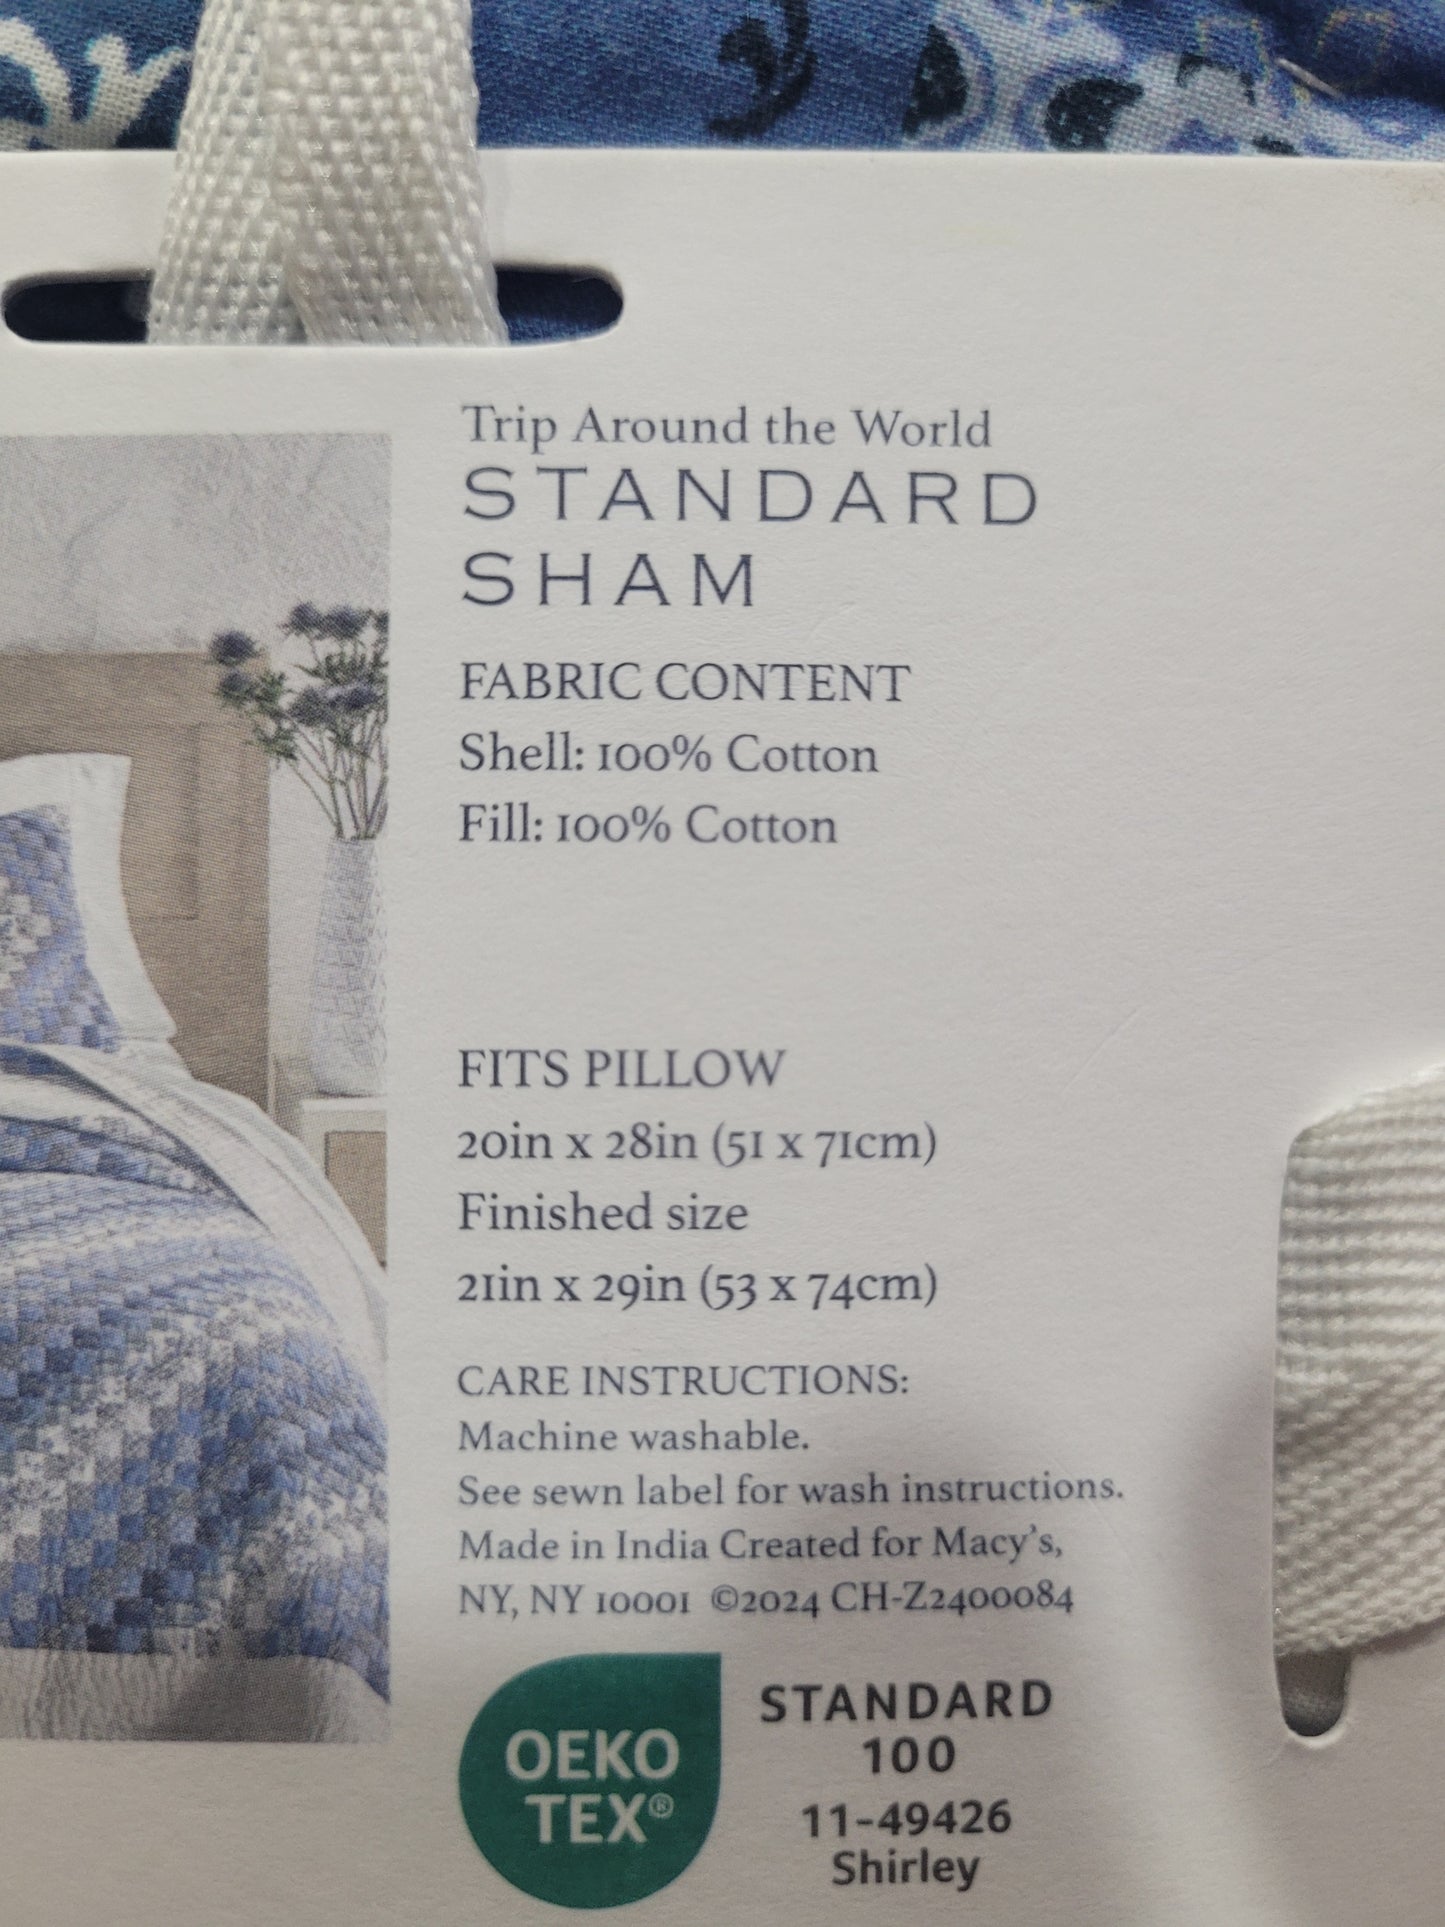 Trip Around the World
STANDARD
SHAM
FABRIC CONTENT
Shell: 100% Cotton
Fill: 100% Cotton
FITS PILLOW
20in x 28in (51 x 71cm)
Finished size
21in x 29in (53 x 74cm)
CARE INSTRUCTIONS:
Machine washable.
See sewn label for wash instructions.
Made in India Created for Macy's,
NY, NY 10001 ©2024 CH-Z2400084
OEKO
TEX®
STANDARD
100
11-49426
Shirley